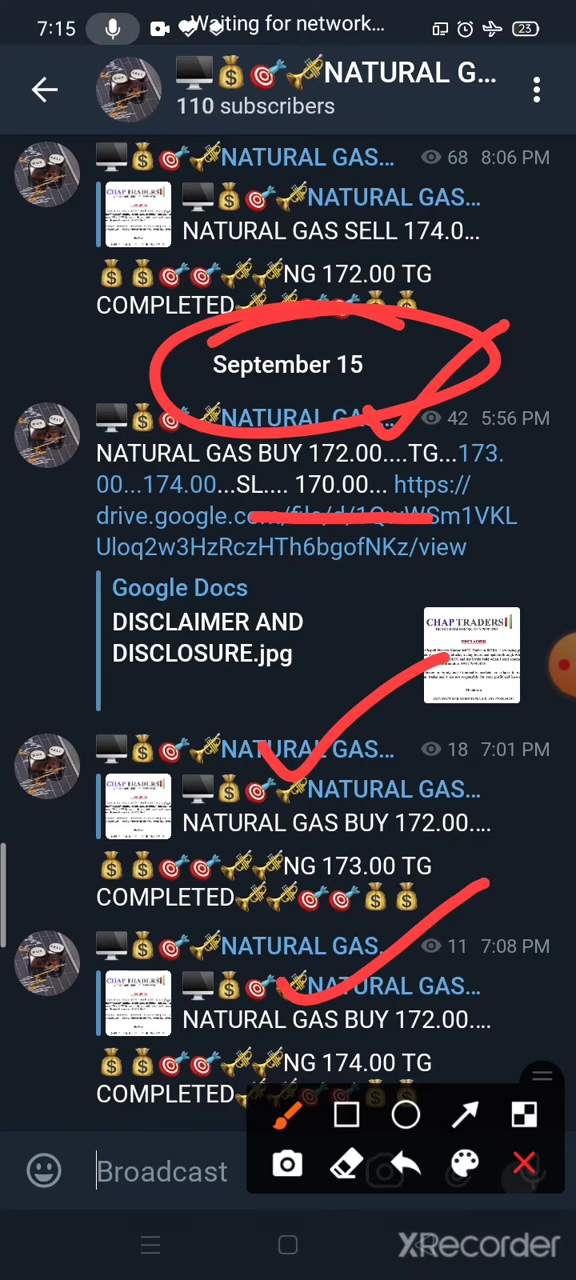 7:15
Waiting for network...
23
NATURAL G...
110 subscribers
NATURAL GAS... 68 8:06 PM
NATURAL GAS...
NATURAL GAS SELL 174.0...
NG 172.00 TG
COMPLETED
September 15
NATURAL GAS... 42 5:56 PM
NATURAL GAS BUY 172.00....TG...173.
00...174.00...SL.... 170.00... https://
drive.google.com/file/d/1QwWSm1VKL
Uloq2w3HzRczHTh6bgofNKz/view
Google Docs
DISCLAIMER AND
DISCLOSURE.jpg
CHAP TRADERS
NATURAL GAS... 18 7:01 PM
NATURAL GAS...
NATURAL GAS BUY 172.00....
NG 173.00 TG
COMPLETED
NATURAL GAS... 11 7:08 PM
NATURAL GAS...
NATURAL GAS BUY 172.00....
NG 174.00 TG
COMPLETED
Broadcast
XRecorder